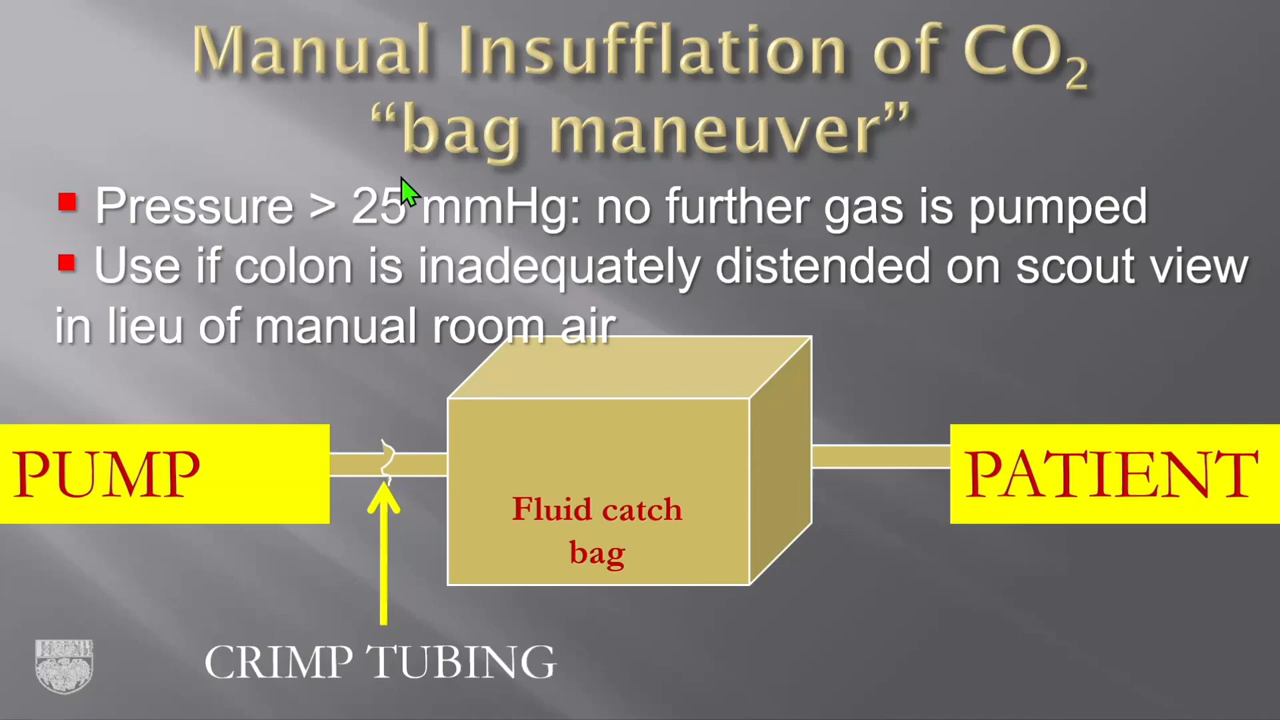 Manual Insufflation of CO₂
“bag maneuver”
Pressure > 25 mmHg: no further gas is pumped
Use if colon is inadequately distended on scout view
in lieu of manual room air
PUMP
PATIENT
Fluid catch
bag
CRIMP TUBING